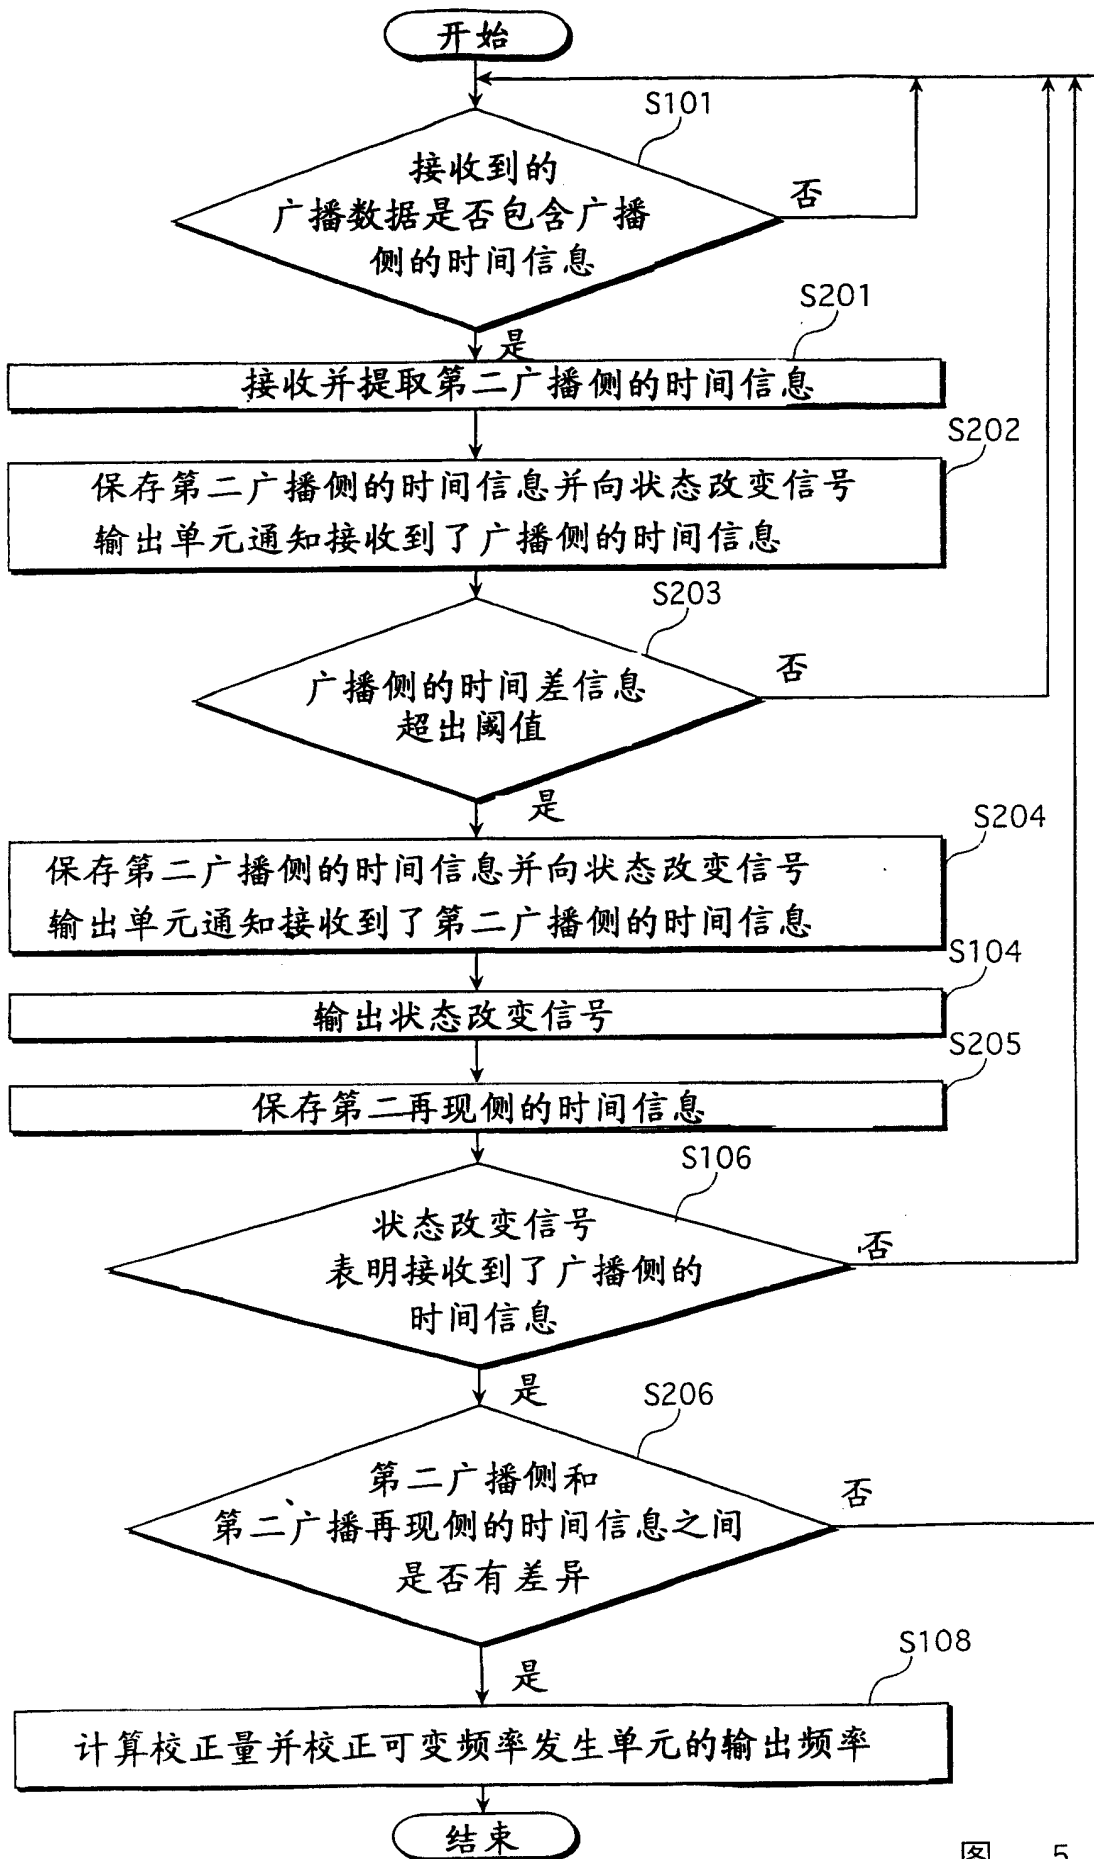 开始
S101
接收到的
广播数据是否包含广播
侧的时间信息
否
是
S201
接收并提取第二广播侧的时间信息
S202
保存第二广播侧的时间信息并向状态改变信号
输出单元通知接收到了广播侧的时间信息
S203
广播侧的时间差信息
超出阈值
否
是
S204
保存第二广播侧的时间信息并向状态改变信号
输出单元通知接收到了第二广播侧的时间信息
S104
输出状态改变信号
S205
保存第二再现侧的时间信息
S106
状态改变信号
表明接收到了广播侧的
时间信息
否
是
S206
第二广播侧和
第二广播再现侧的时间信息之间
是否有差异
否
是
S108
计算校正量并校正可变频率发生单元的输出频率
结束
图 5